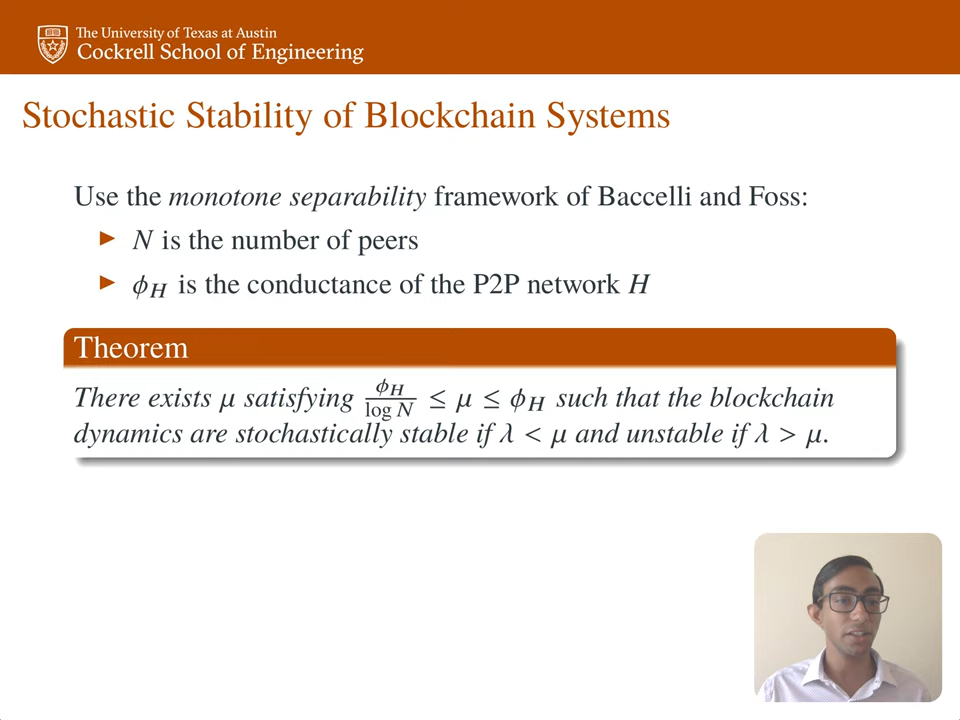 The University of Texas at Austin
Cockrell School of Engineering
Stochastic Stability of Blockchain Systems
Use the monotone separability framework of Baccelli and Foss:
▶ N is the number of peers
▶ ϕ_H is the conductance of the P2P network H
Theorem
There exists μ satisfying ϕ_H / log N ≤ μ ≤ ϕ_H such that the blockchain
dynamics are stochastically stable if λ < μ and unstable if λ > μ.